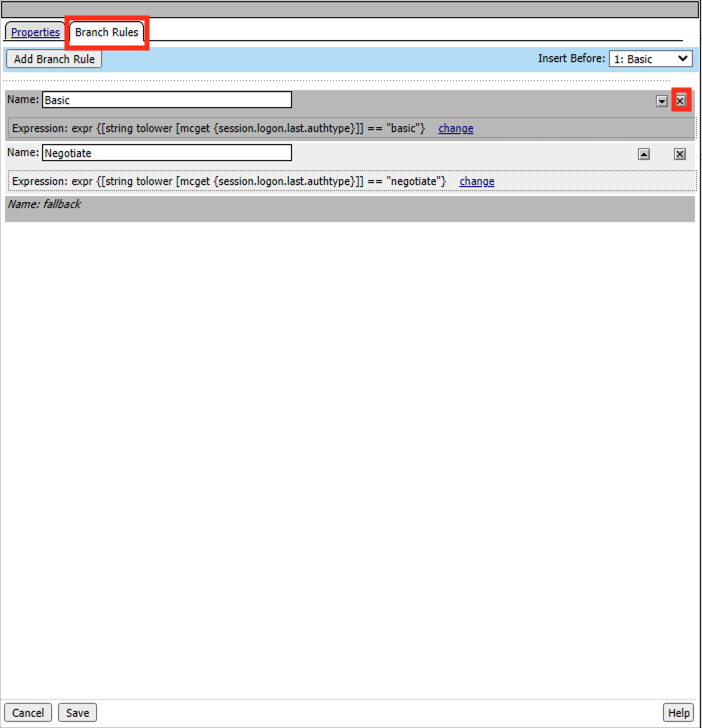 Properties Branch Rules
Add Branch Rule Insert Before: 1: Basic
Name: Basic
Expression: expr {[string tolower [mcget {session.logon.last.authtype}]] == "basic"} change
Name: Negotiate
Expression: expr {[string tolower [mcget {session.logon.last.authtype}]] == "negotiate"} change
Name: fallback
Cancel Save Help